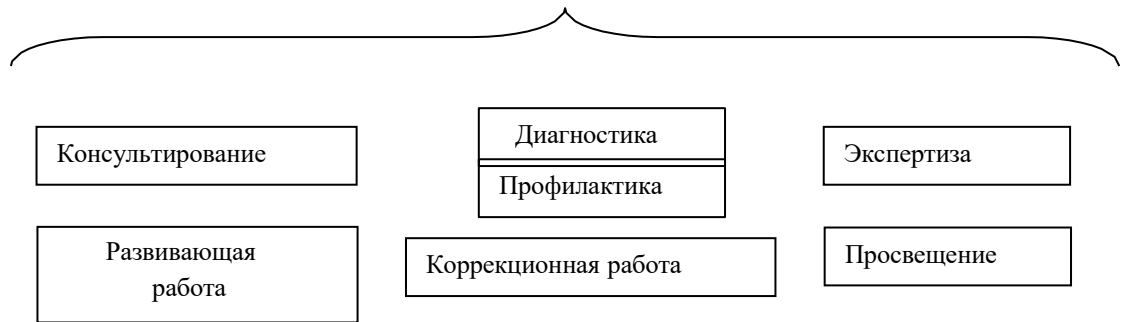 Консультирование
Диагностика
Профилактика
Экспертиза
Развивающая
работа
Коррекционная работа
Просвещение